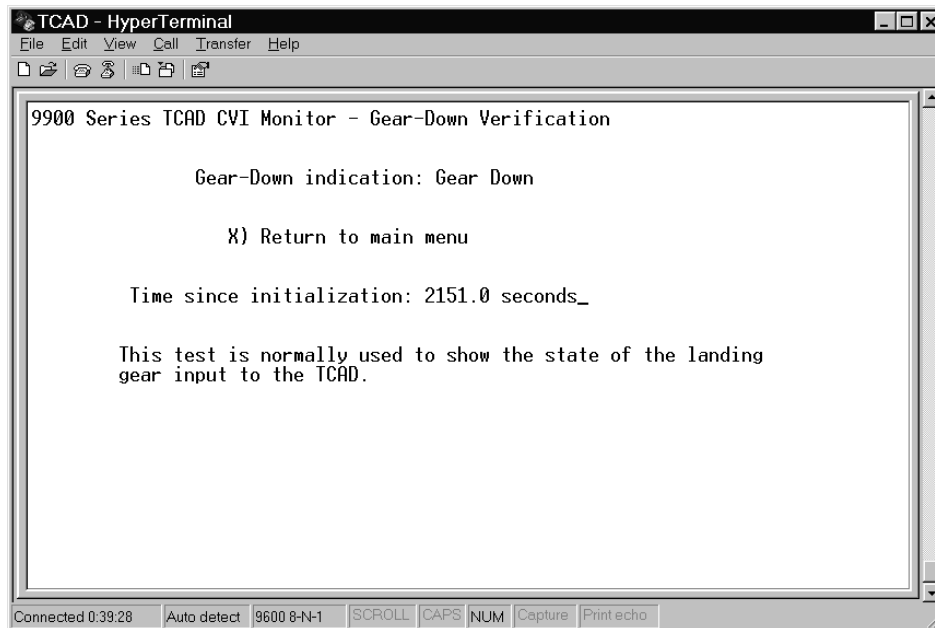 TCAD - HyperTerminal
File Edit View Call Transfer Help
9900 Series TCAD CVI Monitor - Gear-Down Verification
Gear-Down indication: Gear Down
X) Return to main menu
Time since initialization: 2151.0 seconds_
This test is normally used to show the state of the landing
gear input to the TCAD.
Connected 0:39:28 Auto detect 9600 8-N-1 SCROLL CAPS NUM Capture Print echo